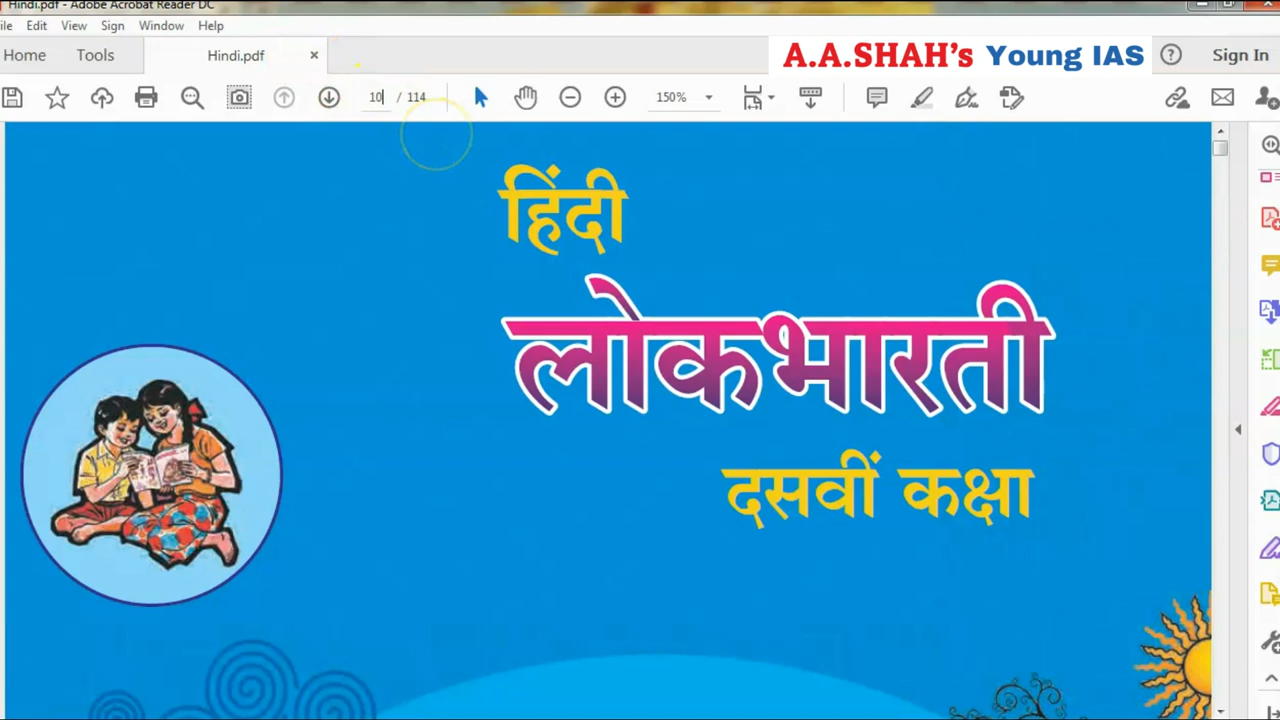 Hindi.pdf - Adobe Acrobat Reader DC
ile Edit View Sign Window Help
Home Tools Hindi.pdf × A.A.SHAH's Young IAS Sign In
10 / 114 150%
हिंदी
लोकभारती
दसवीं कक्षा